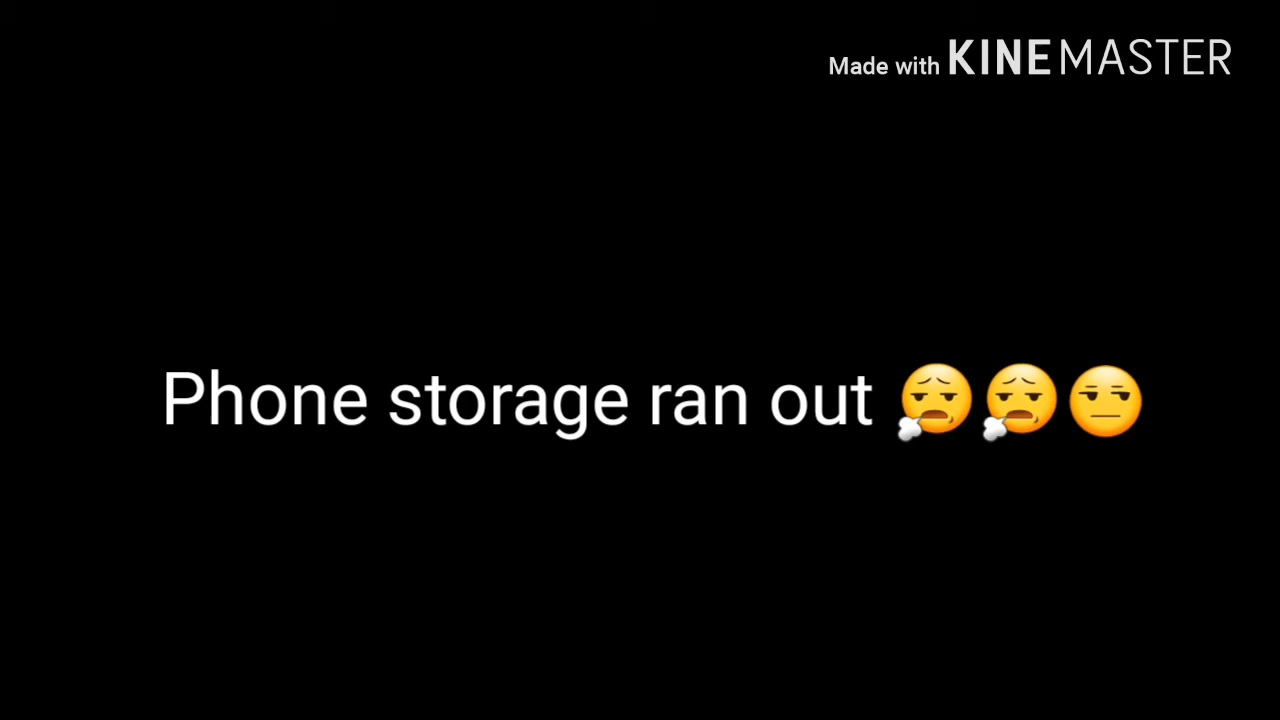 Made with KINEMASTER
Phone storage ran out 😮‍💨😮‍💨😒